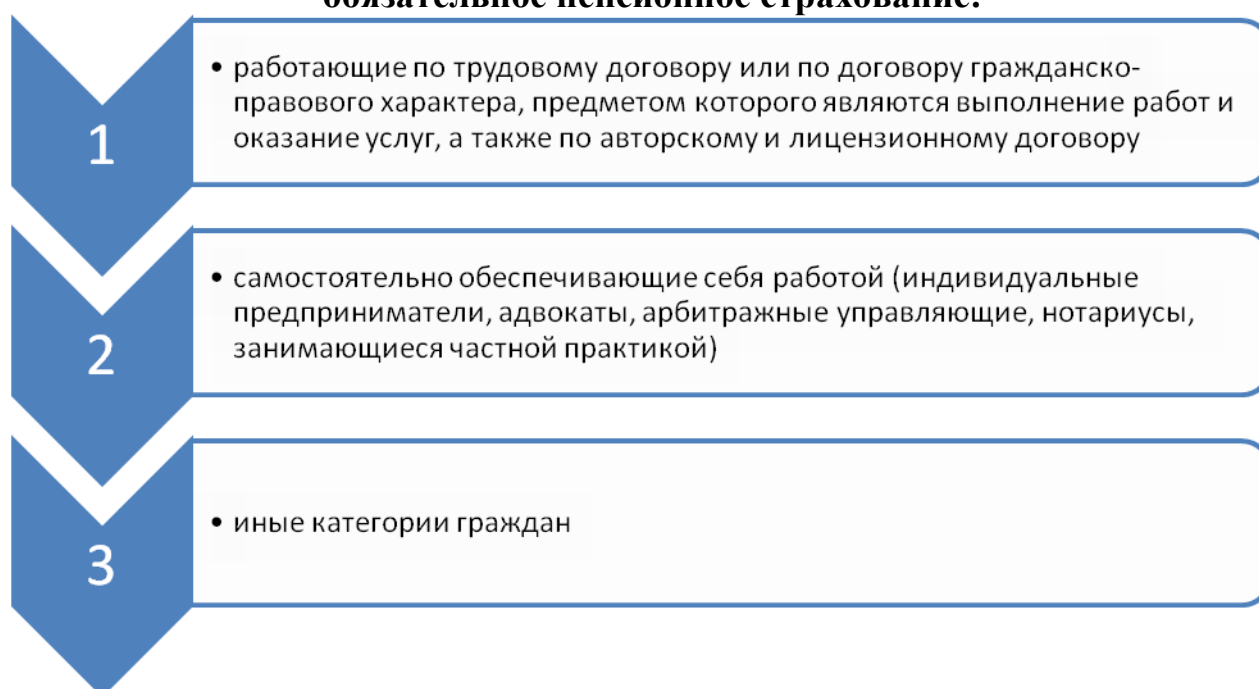 обязательное пенсионное страхование:
1
• работающие по трудовому договору или по договору гражданско-
правового характера, предметом которого являются выполнение работ и
оказание услуг, а также по авторскому и лицензионному договору
2
• самостоятельно обеспечивающие себя работой (индивидуальные
предприниматели, адвокаты, арбитражные управляющие, нотариусы,
занимающиеся частной практикой)
3
• иные категории граждан